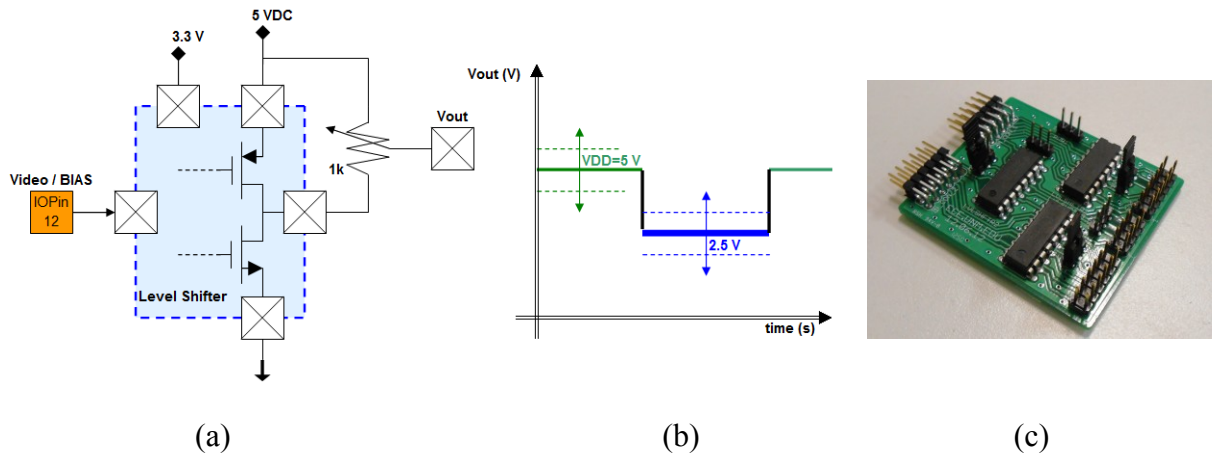 5 VDC
3.3 V
Vout
1k
Video / BIAS
IOPin
12
Level Shifter
Vout (V)
VDD=5 V
2.5 V
time (s)
(a)
(b)
(c)